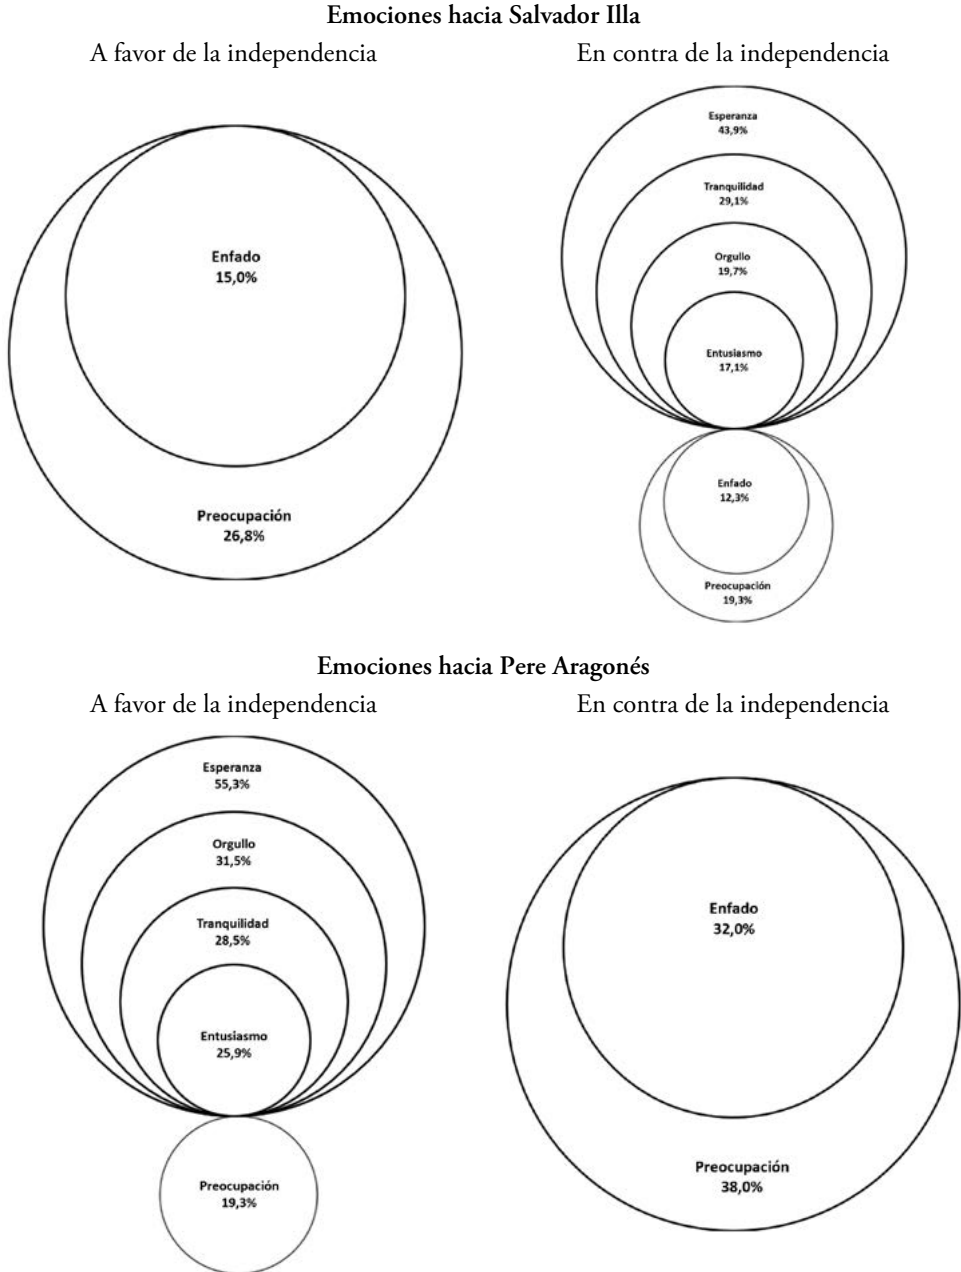 Emociones hacia Salvador Illa
A favor de la independencia
Enfado
15,0%
Preocupación
26,8%
En contra de la independencia
Esperanza
43,9%
Tranquilidad
29,1%
Orgullo
19,7%
Entusiasmo
17,1%
Enfado
12,3%
Preocupación
19,3%
Emociones hacia Pere Aragonés
A favor de la independencia
Esperanza
55,3%
Orgullo
31,5%
Tranquilidad
28,5%
Entusiasmo
25,9%
Preocupación
19,3%
En contra de la independencia
Enfado
32,0%
Preocupación
38,0%